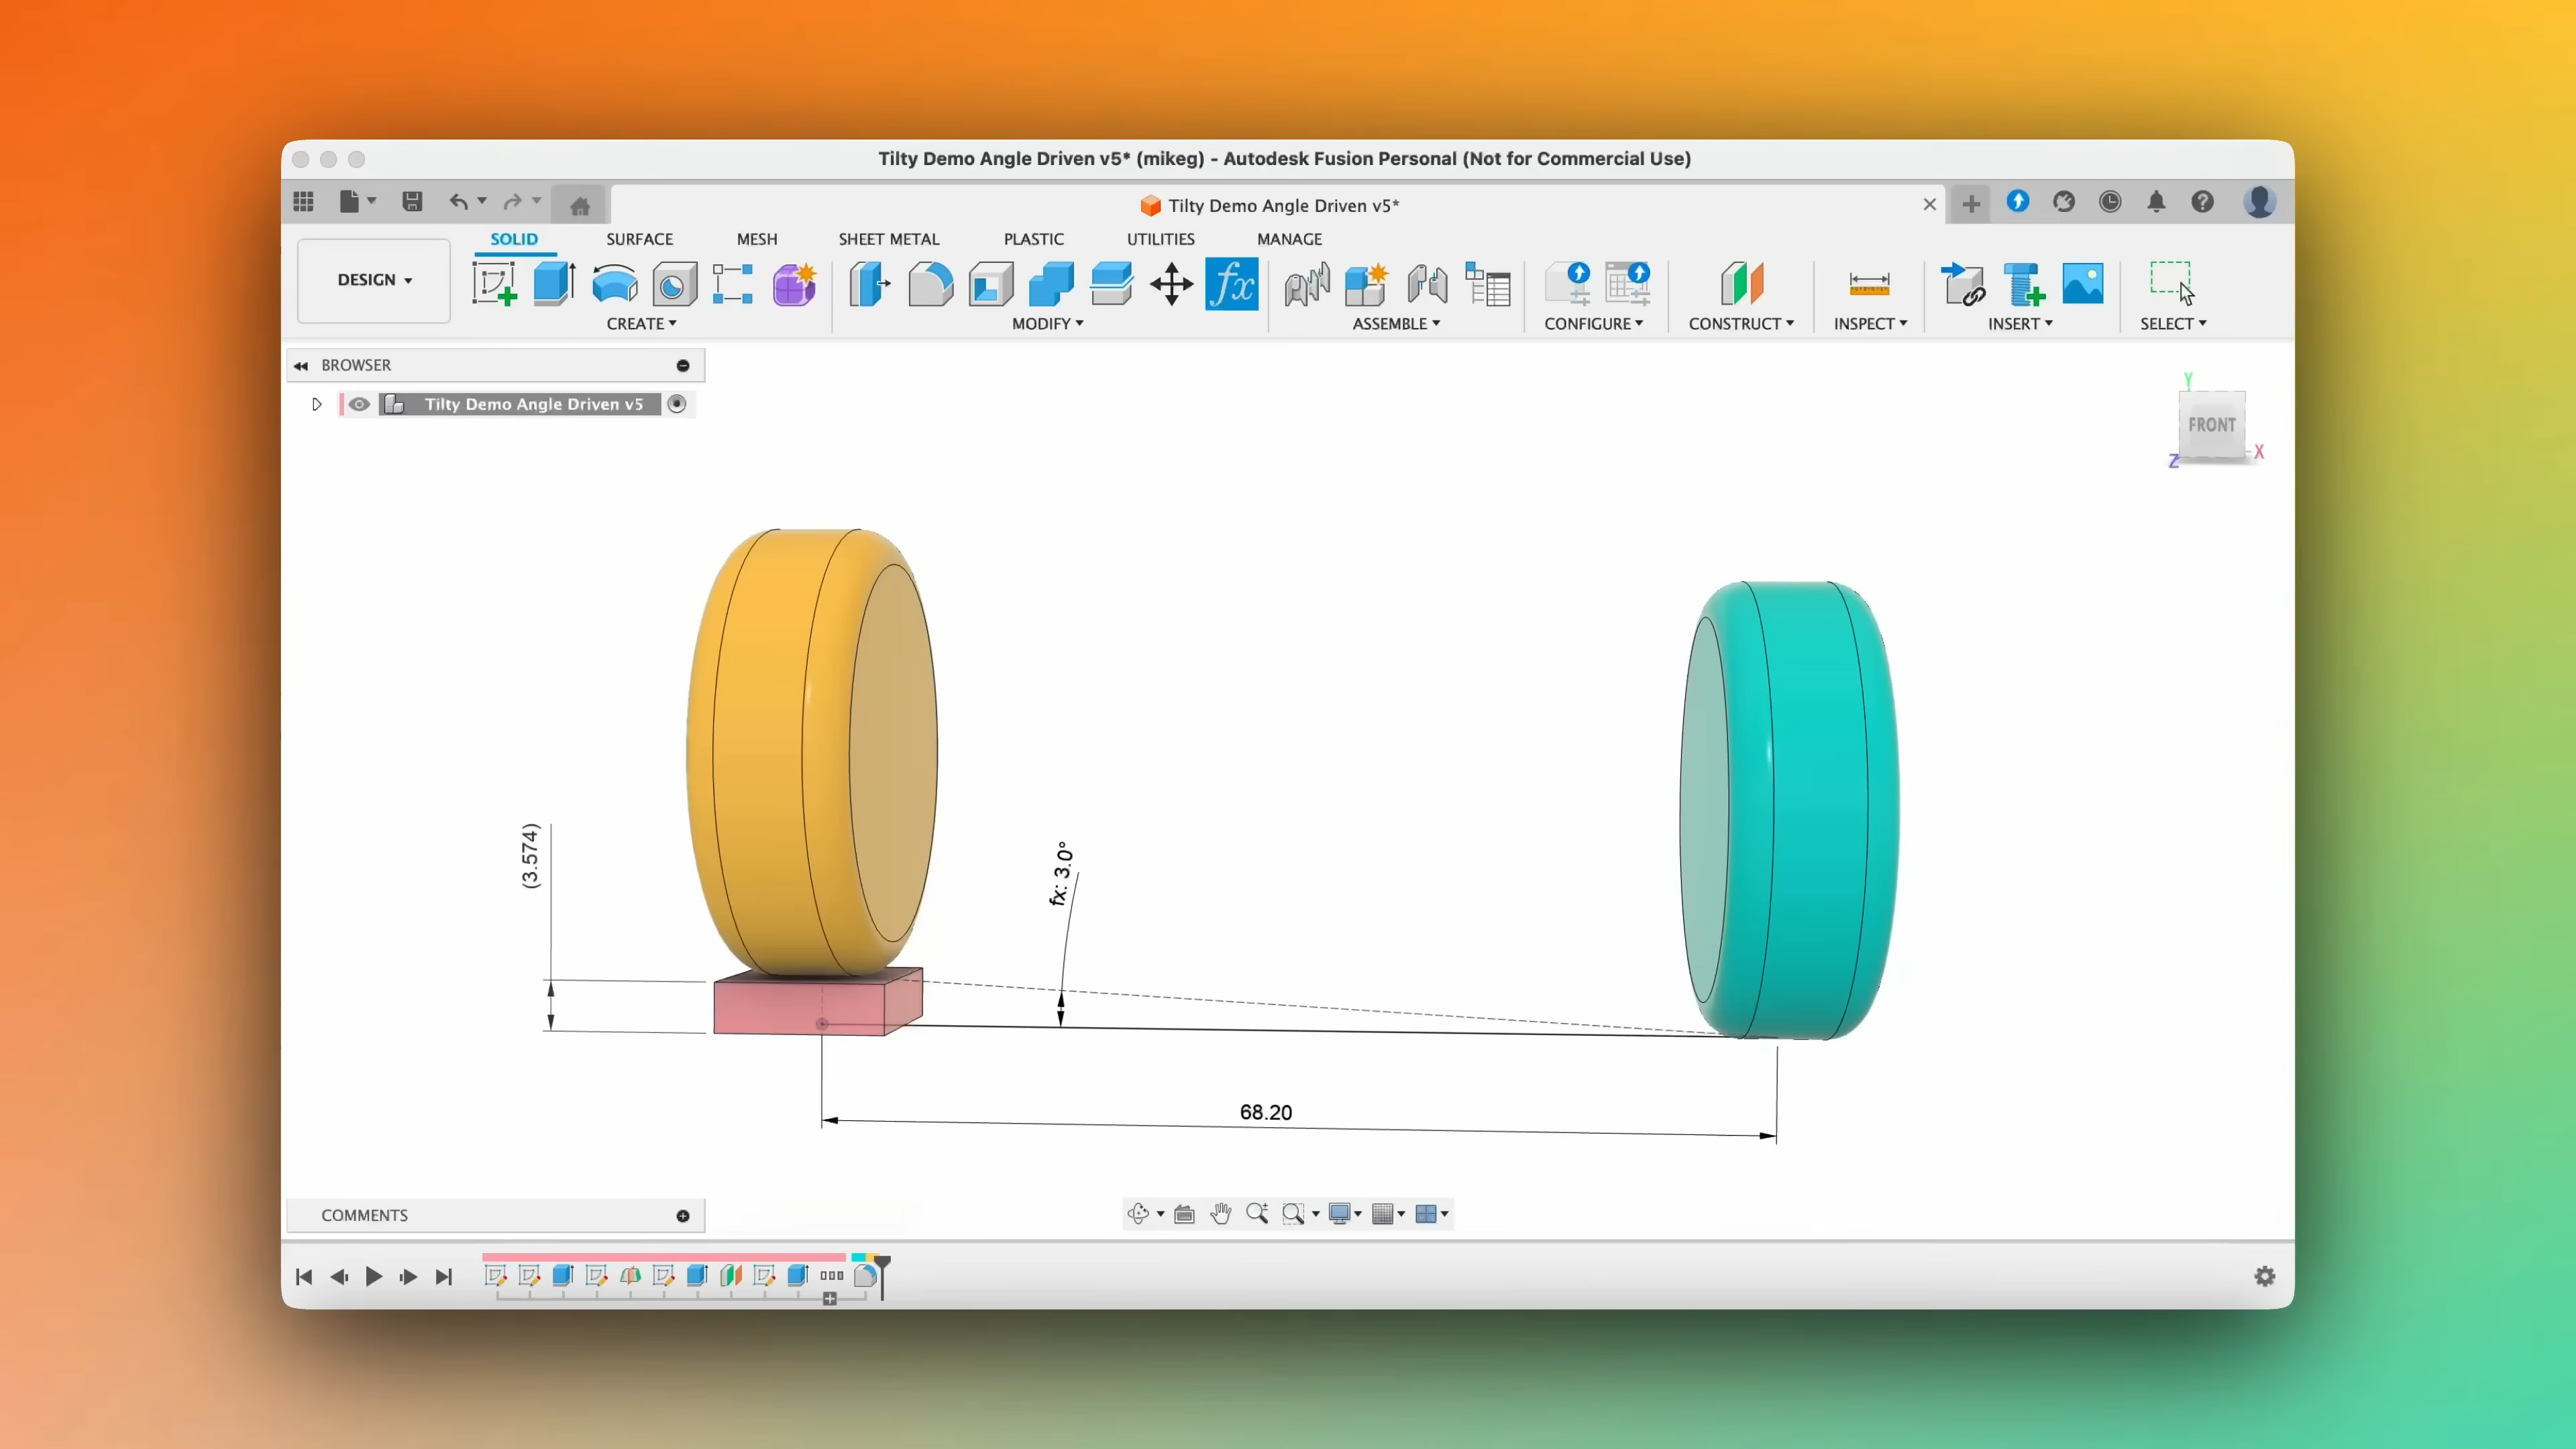 Tilty Demo Angle Driven v5* (mikeg) - Autodesk Fusion Personal (Not for Commercial Use)
Tilty Demo Angle Driven v5*
SOLID SURFACE MESH SHEET METAL PLASTIC UTILITIES MANAGE
DESIGN
fx
CREATE MODIFY ASSEMBLE CONFIGURE CONSTRUCT INSPECT INSERT SELECT
BROWSER
Tilty Demo Angle Driven v5
Y
FRONT
X
Z
(3.574)
fx: 3.0°
68.20
COMMENTS